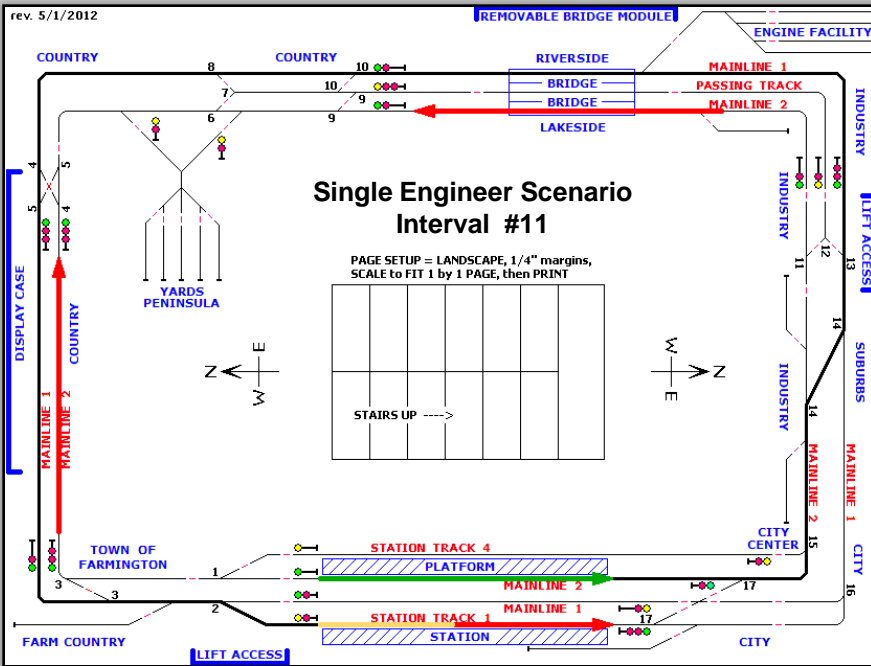 rev. 5/1/2012
REMOVABLE BRIDGE MODULE
ENGINE FACILITY
COUNTRY
COUNTRY
RIVERSIDE
8
10
MAINLINE 1
7
10
BRIDGE
PASSING TRACK
9
BRIDGE
MAINLINE 2
6
9
LAKESIDE
INDUSTRY
4
5
Single Engineer Scenario
Interval #11
INDUSTRY
5
4
LIFT ACCESS
PAGE SETUP = LANDSCAPE, 1/4" margins,
SCALE to FIT 1 by 1 PAGE, then PRINT
11
12
13
YARDS
PENINSULA
DISPLAY CASE
COUNTRY
14
N
E
W
W
E
N
SUBURBS
INDUSTRY
STAIRS UP ---->
14
MAINLINE 1
MAINLINE 2
MAINLINE 2
MAINLINE 1
TOWN OF
FARMINGTON
STATION TRACK 4
CITY
CENTER
15
CITY
1
PLATFORM
3
MAINLINE 2
17
16
3
2
MAINLINE 1
STATION TRACK 1
17
FARM COUNTRY
STATION
CITY
LIFT ACCESS